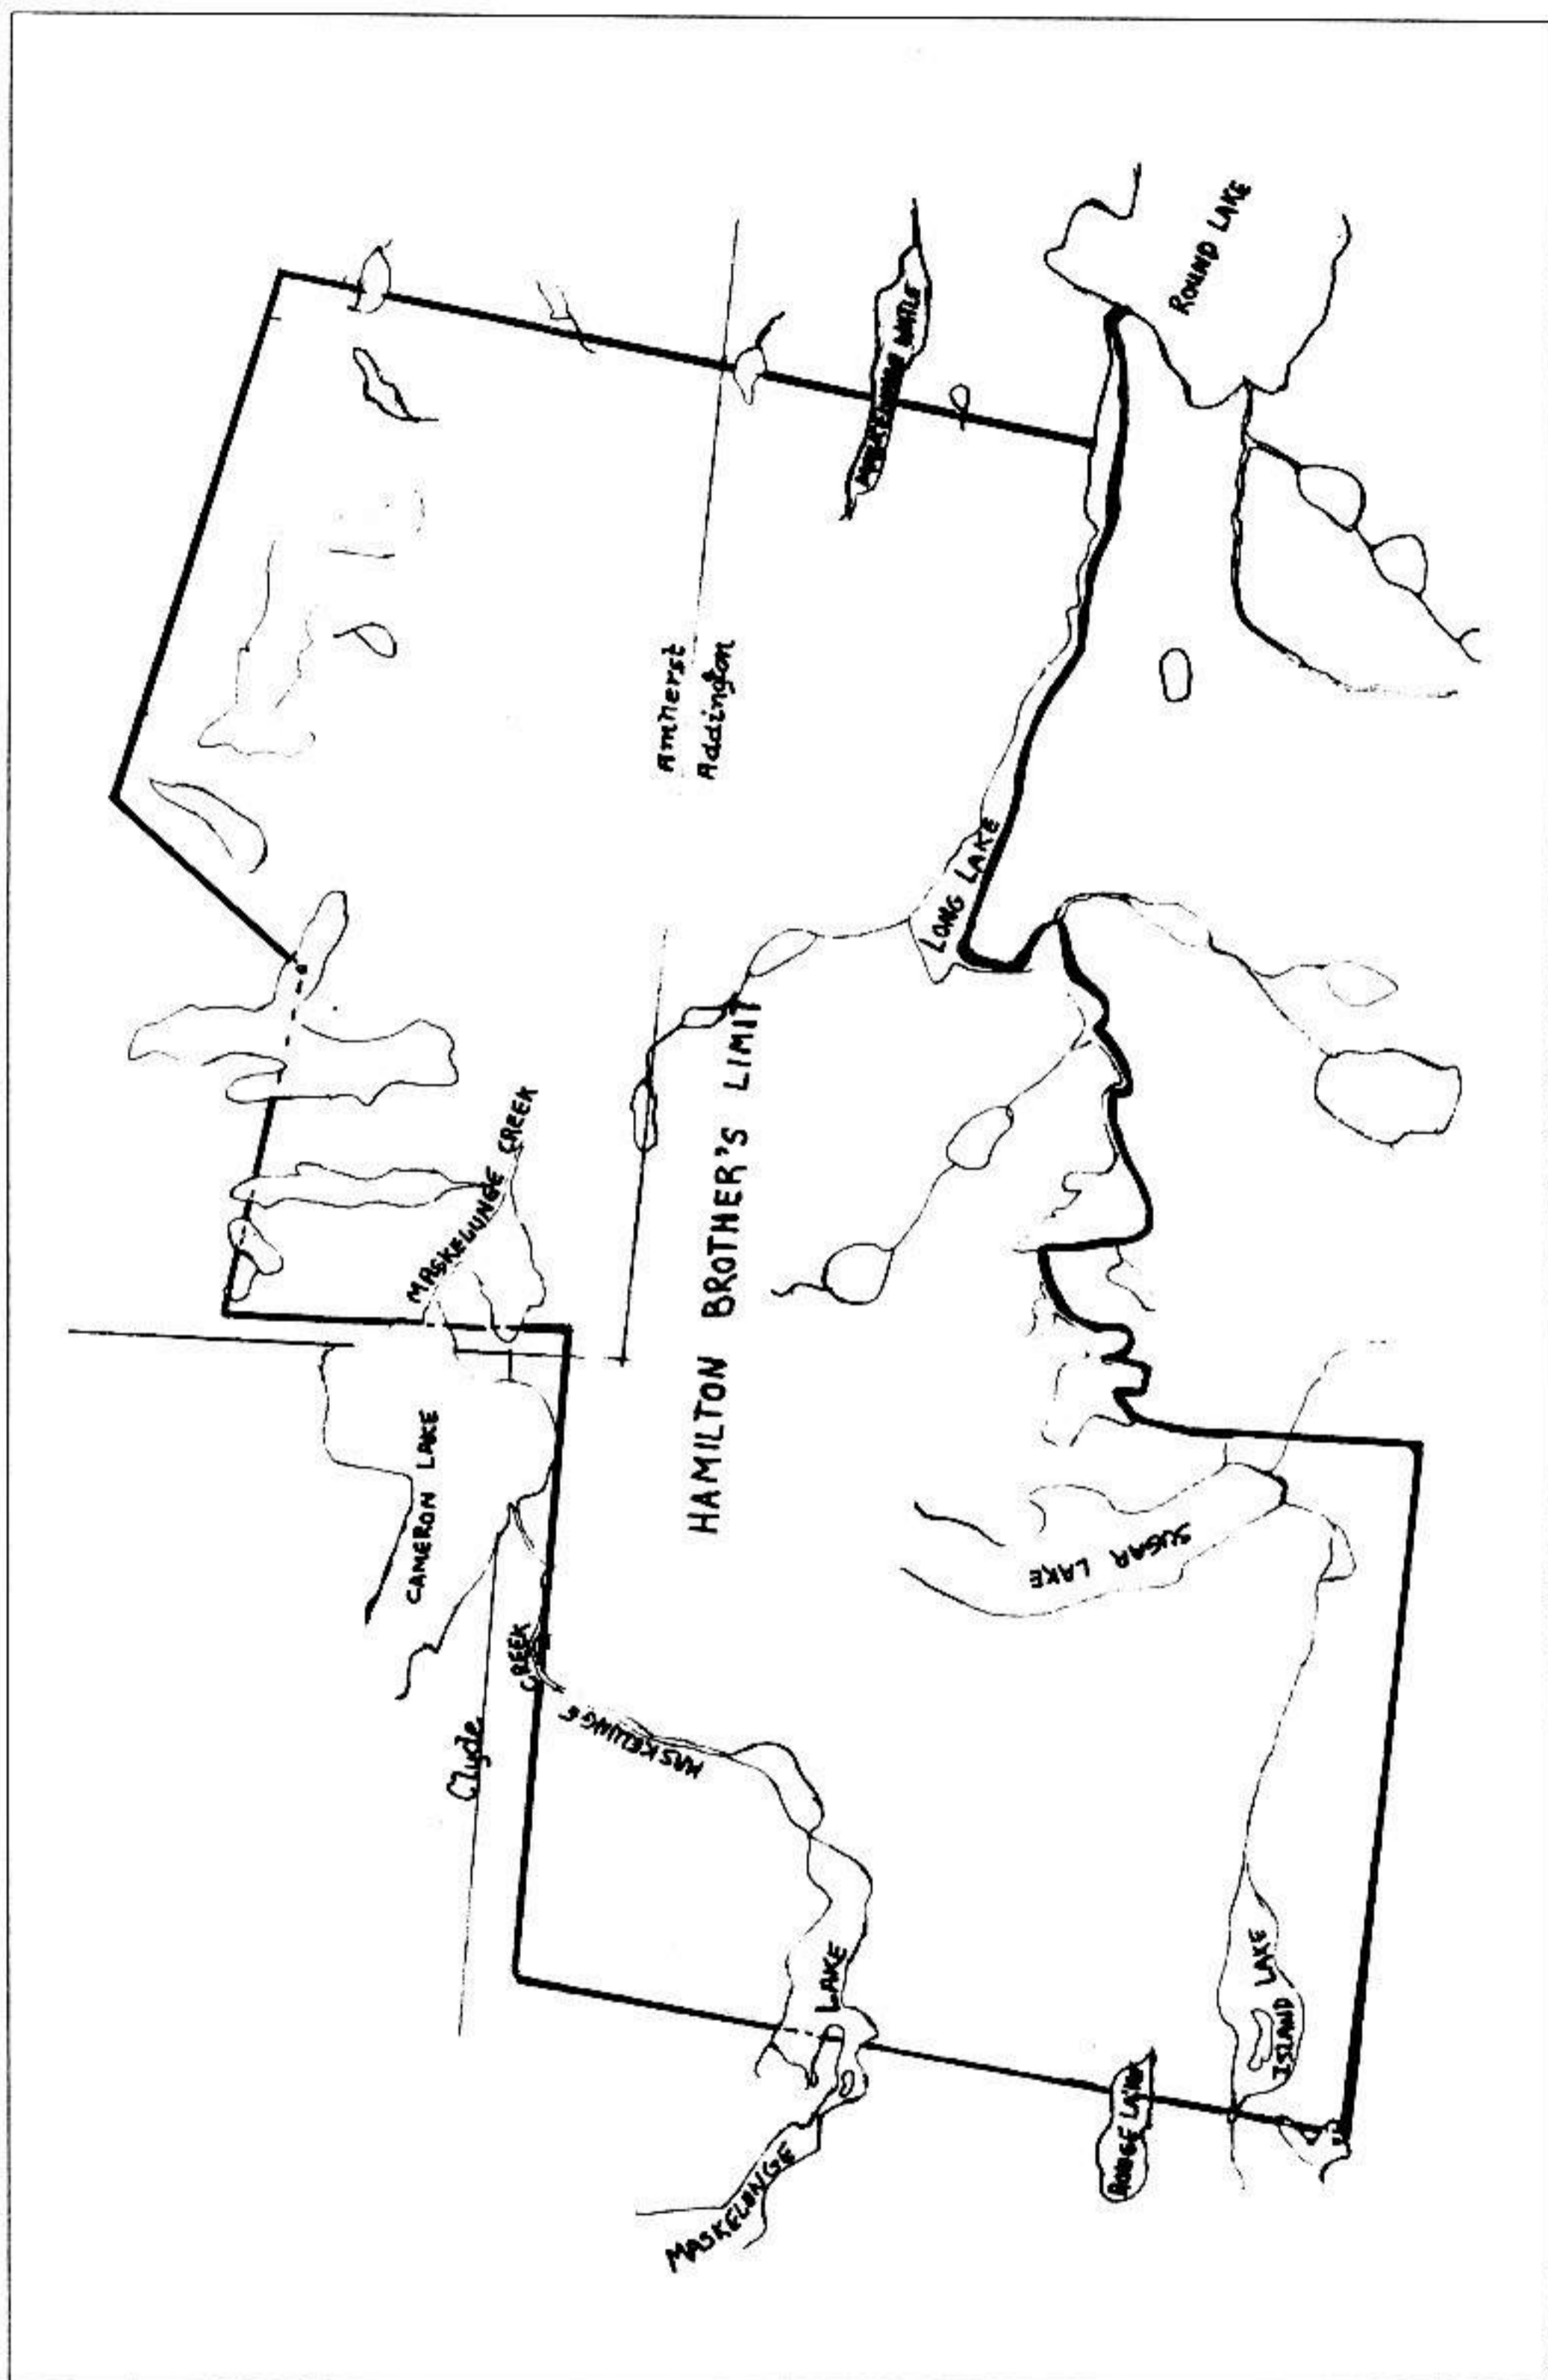 ROUND LAKE
Amherst
Addington
LONG LAKE
MASKELUNGE CREEK
HAMILTON BROTHER'S LIMIT
CAMERON LAKE
SUGAR LAKE
CREEK
MASKELUNGE
Clyde
LAKE
ISLAND LAKE
MASKELONGE